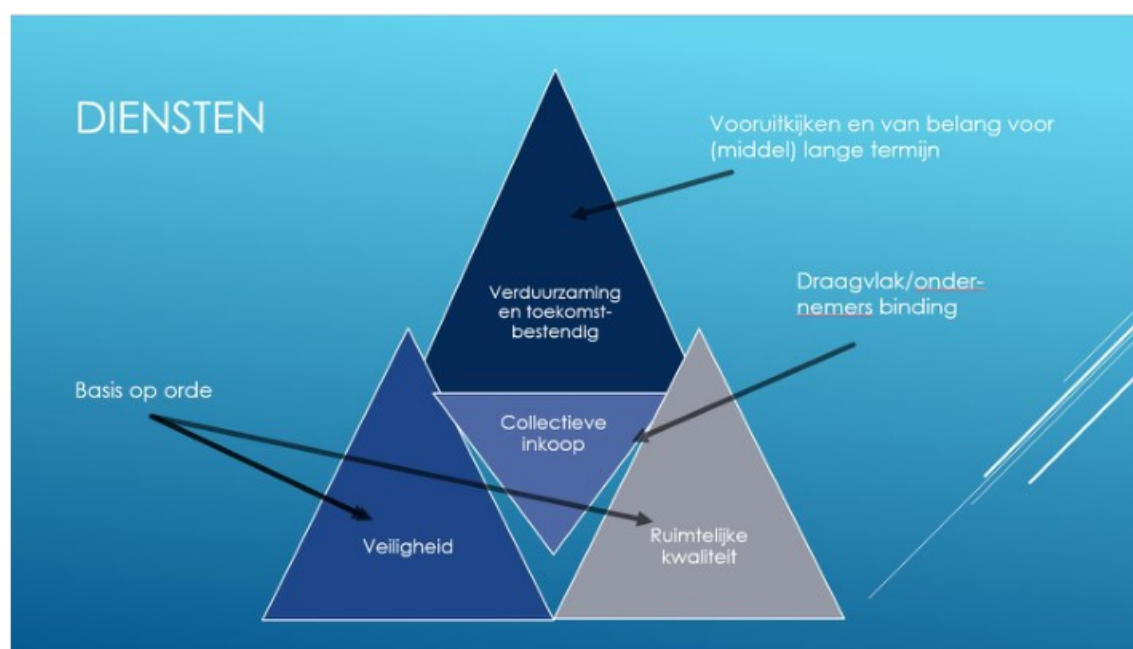 DIENSTEN
Vooruitkijken en van belang voor
(middel) lange termijn
Draagvlak/onder-
nemers binding
Verduurzaming
en toekomst-
bestendig
Basis op orde
Collectieve
inkoop
Veiligheid
Ruimtelijke
kwaliteit